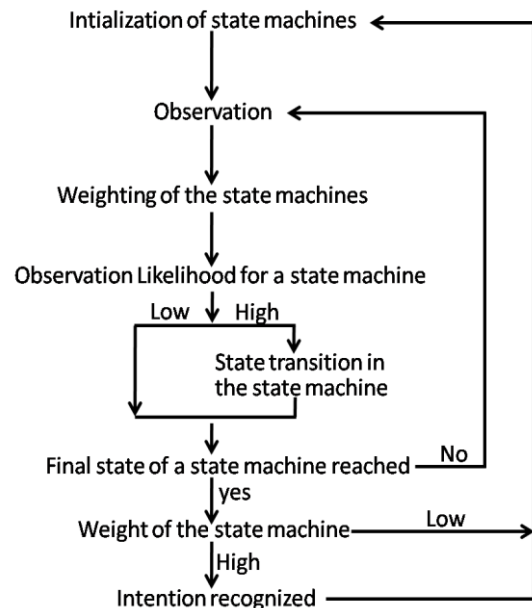 Intialization of state machines
Observation
Weighting of the state machines
Observation Likelihood for a state machine
Low
High
State transition in
the state machine
Final state of a state machine reached
No
yes
Weight of the state machine
Low
High
Intention recognized